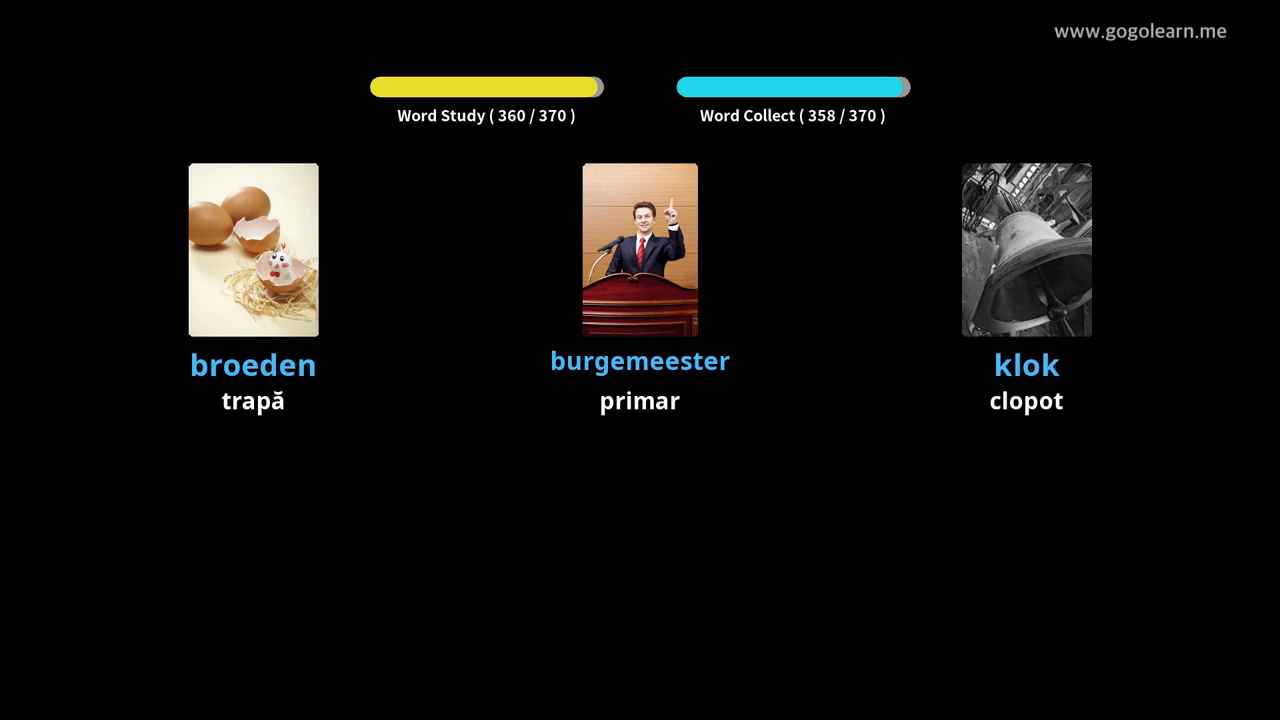 www.gogolearn.me
Word Study ( 360 / 370 )
Word Collect ( 358 / 370 )
broeden
burgemeester
klok
trapă
primar
clopot